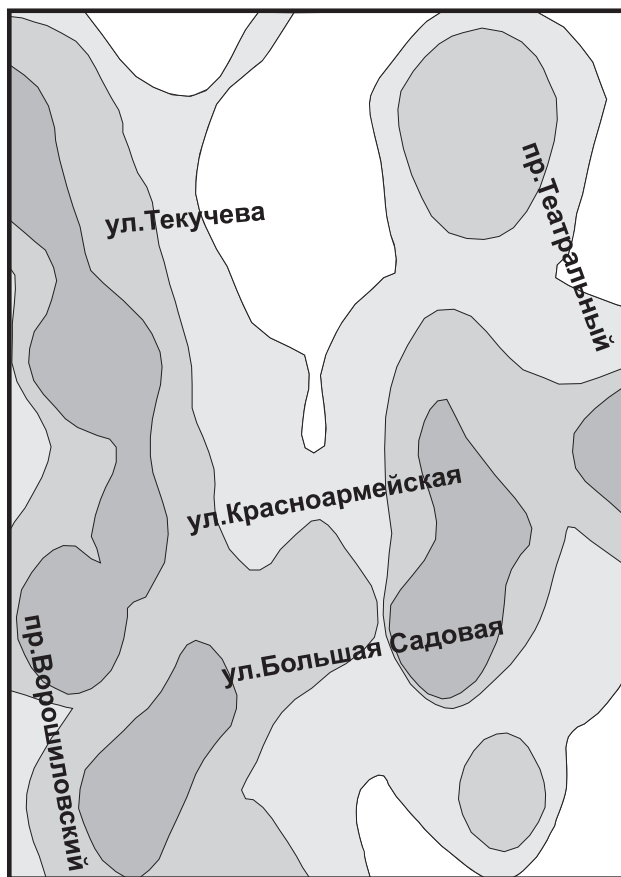 пр.Театральный
ул.Текучева
ул.Красноармейская
ул.Большая Садовая
пр.Ворошиловский